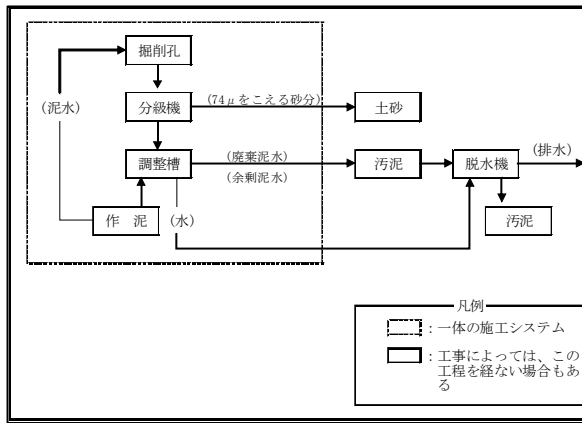 掘削孔
(泥水)
分級機
(74μをこえる砂分)
土砂
調整槽
(廃棄泥水)
(余剰泥水)
汚泥
脱水機
(排水)
作 泥
(水)
汚泥
凡例
：一体の施工システム
：工事によっては、この
工程を経ない場合もあ
る